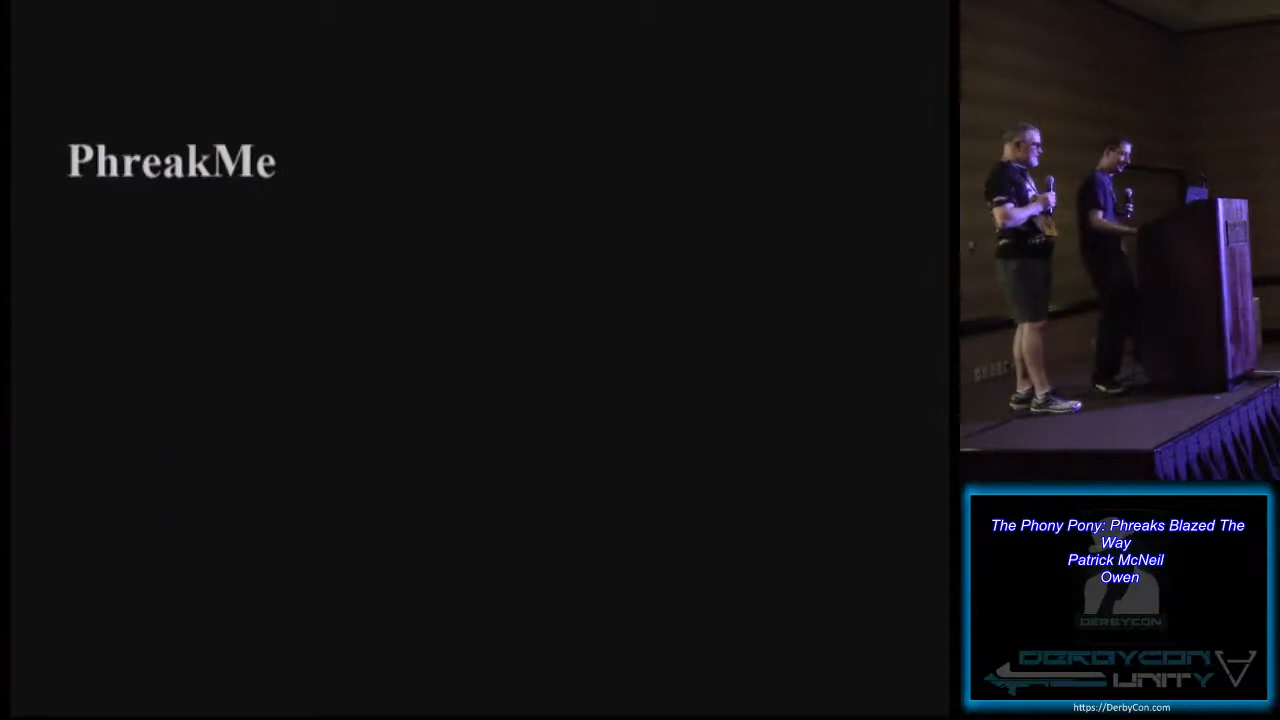 PhreakMe
The Phony Pony: Phreaks Blazed The
Way
Patrick McNeil
Owen
DERBYCON
DERBYCON
UNITY
https://DerbyCon.com